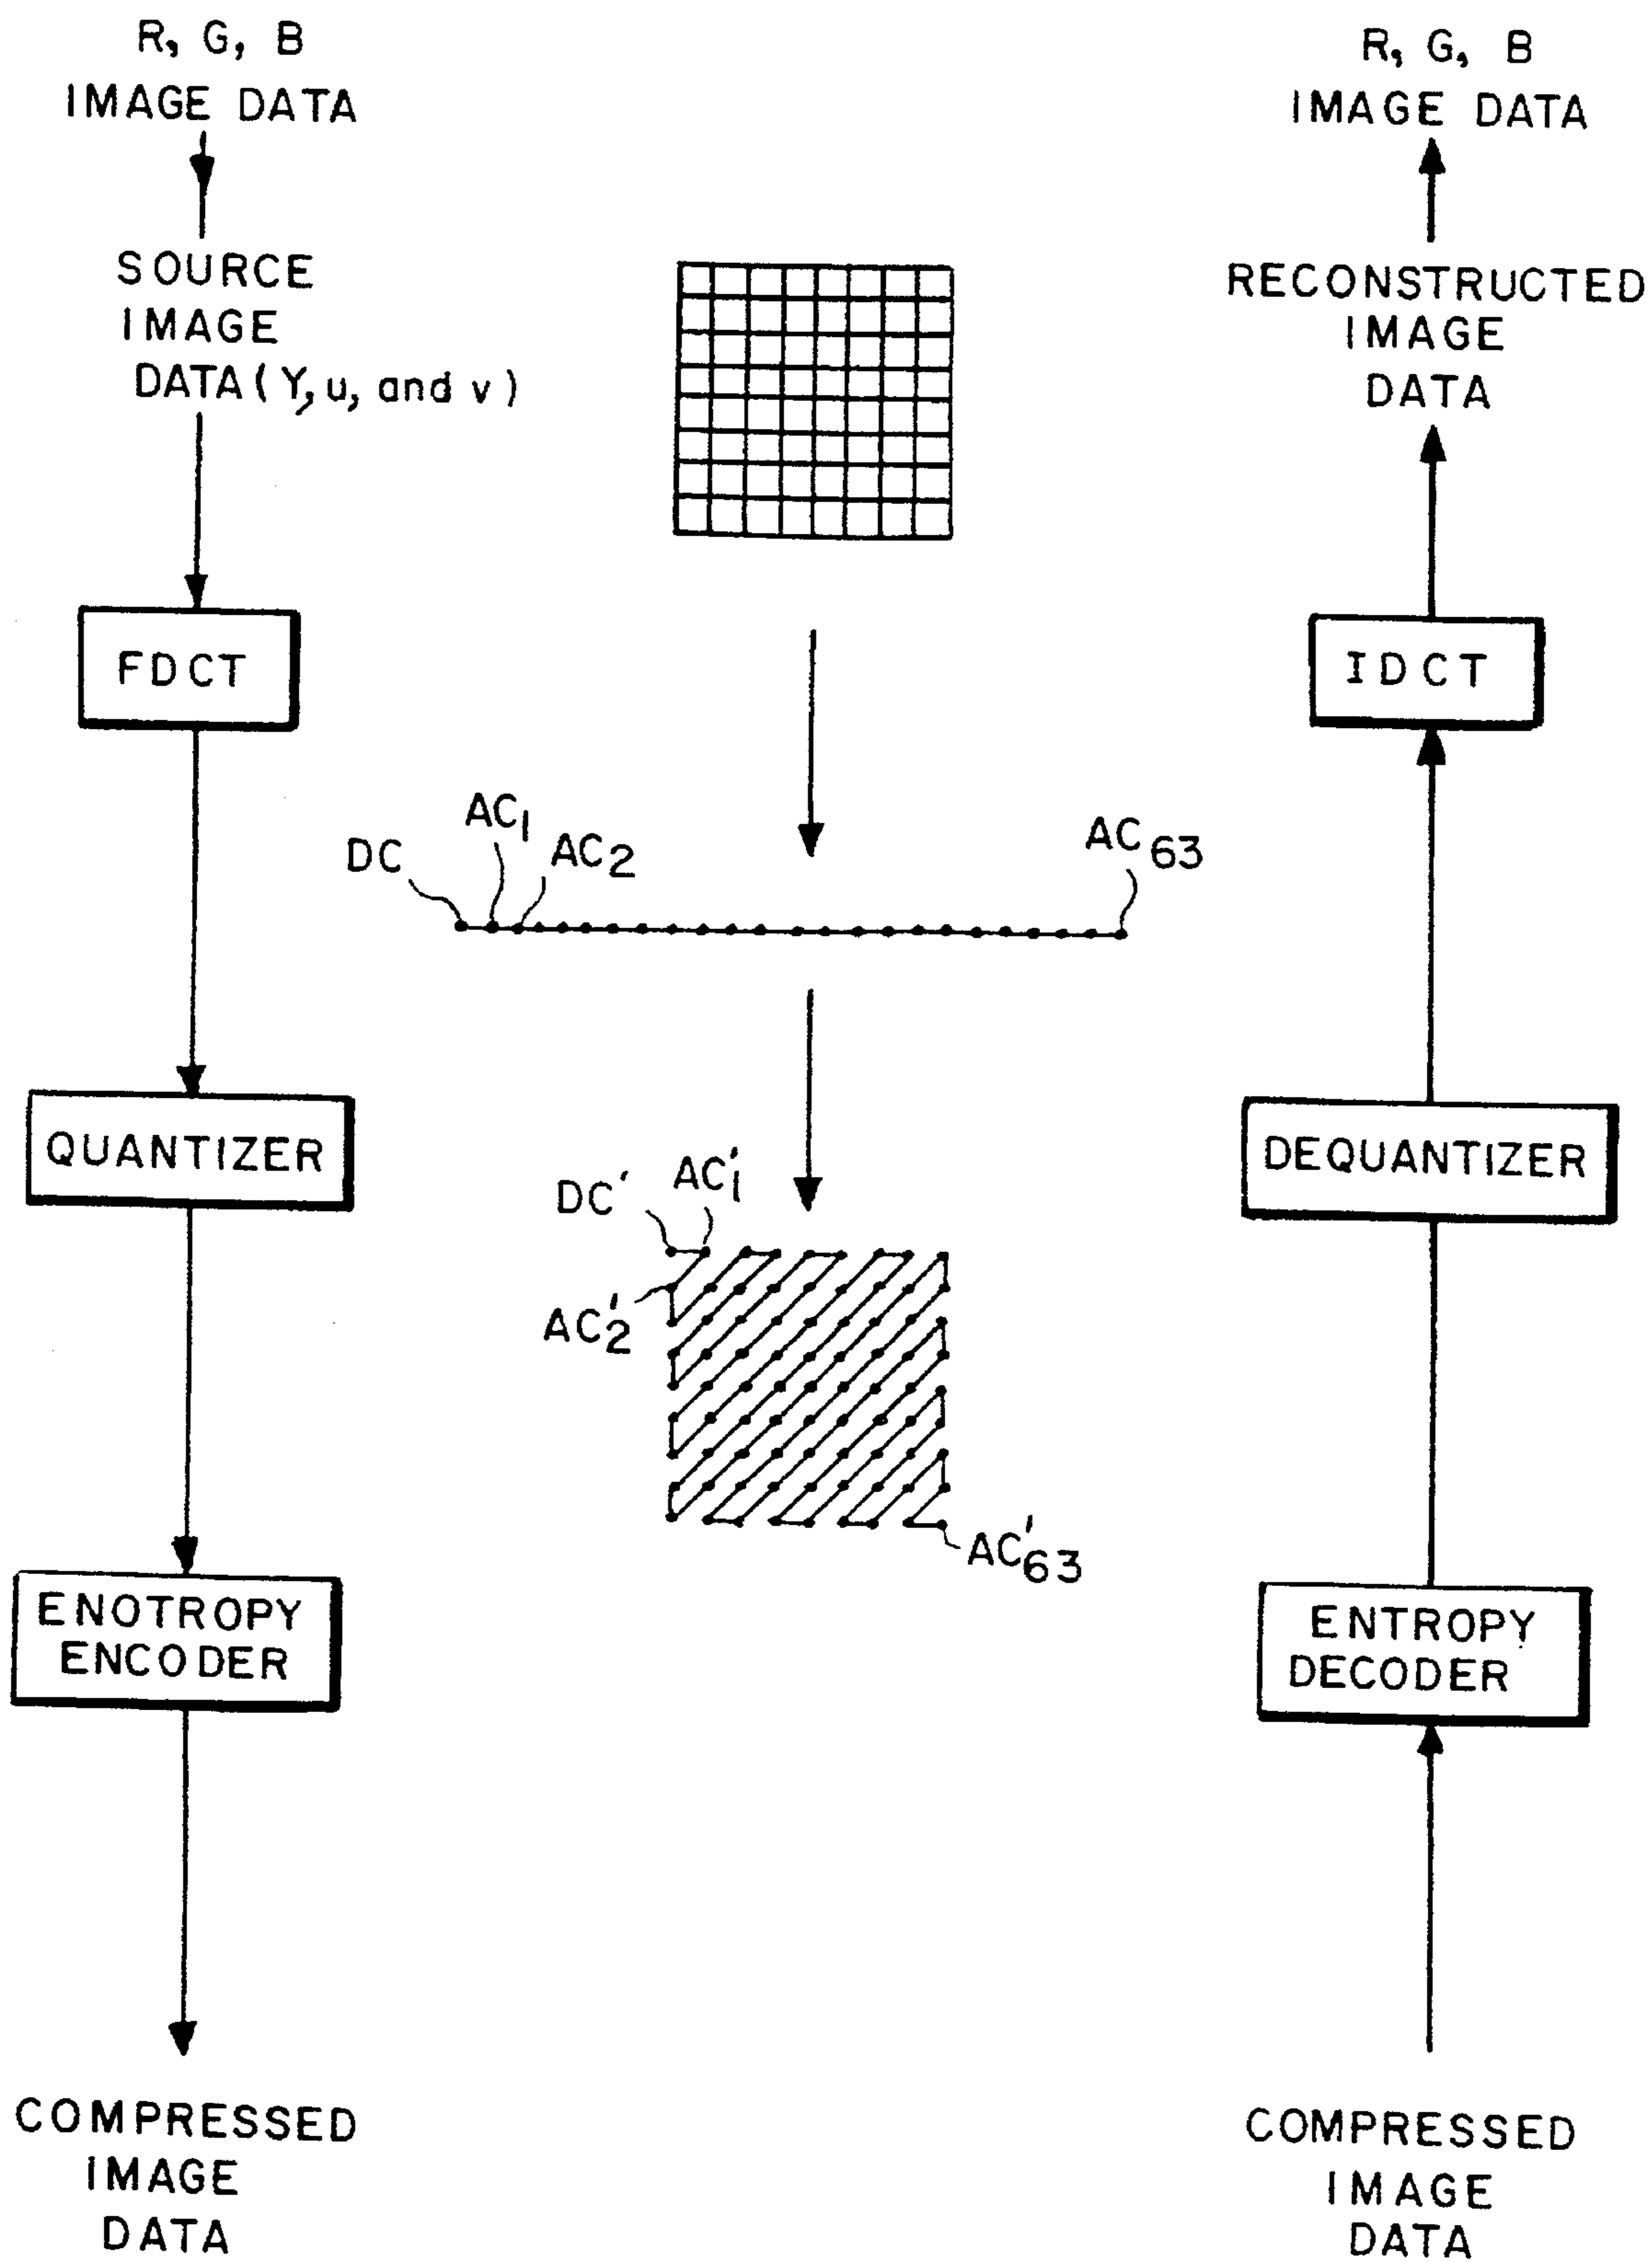 R, G, B
IMAGE DATA
SOURCE
IMAGE
DATA (Y, u, and v)
FDCT
QUANTIZER
ENOTROPY
ENCODER
COMPRESSED
IMAGE
DATA
DC
AC1
AC2
AC63
DC'
AC'1
AC'2
AC'63
R, G, B
IMAGE DATA
RECONSTRUCTED
IMAGE
DATA
IDCT
DEQUANTIZER
ENTROPY
DECODER
COMPRESSED
IMAGE
DATA